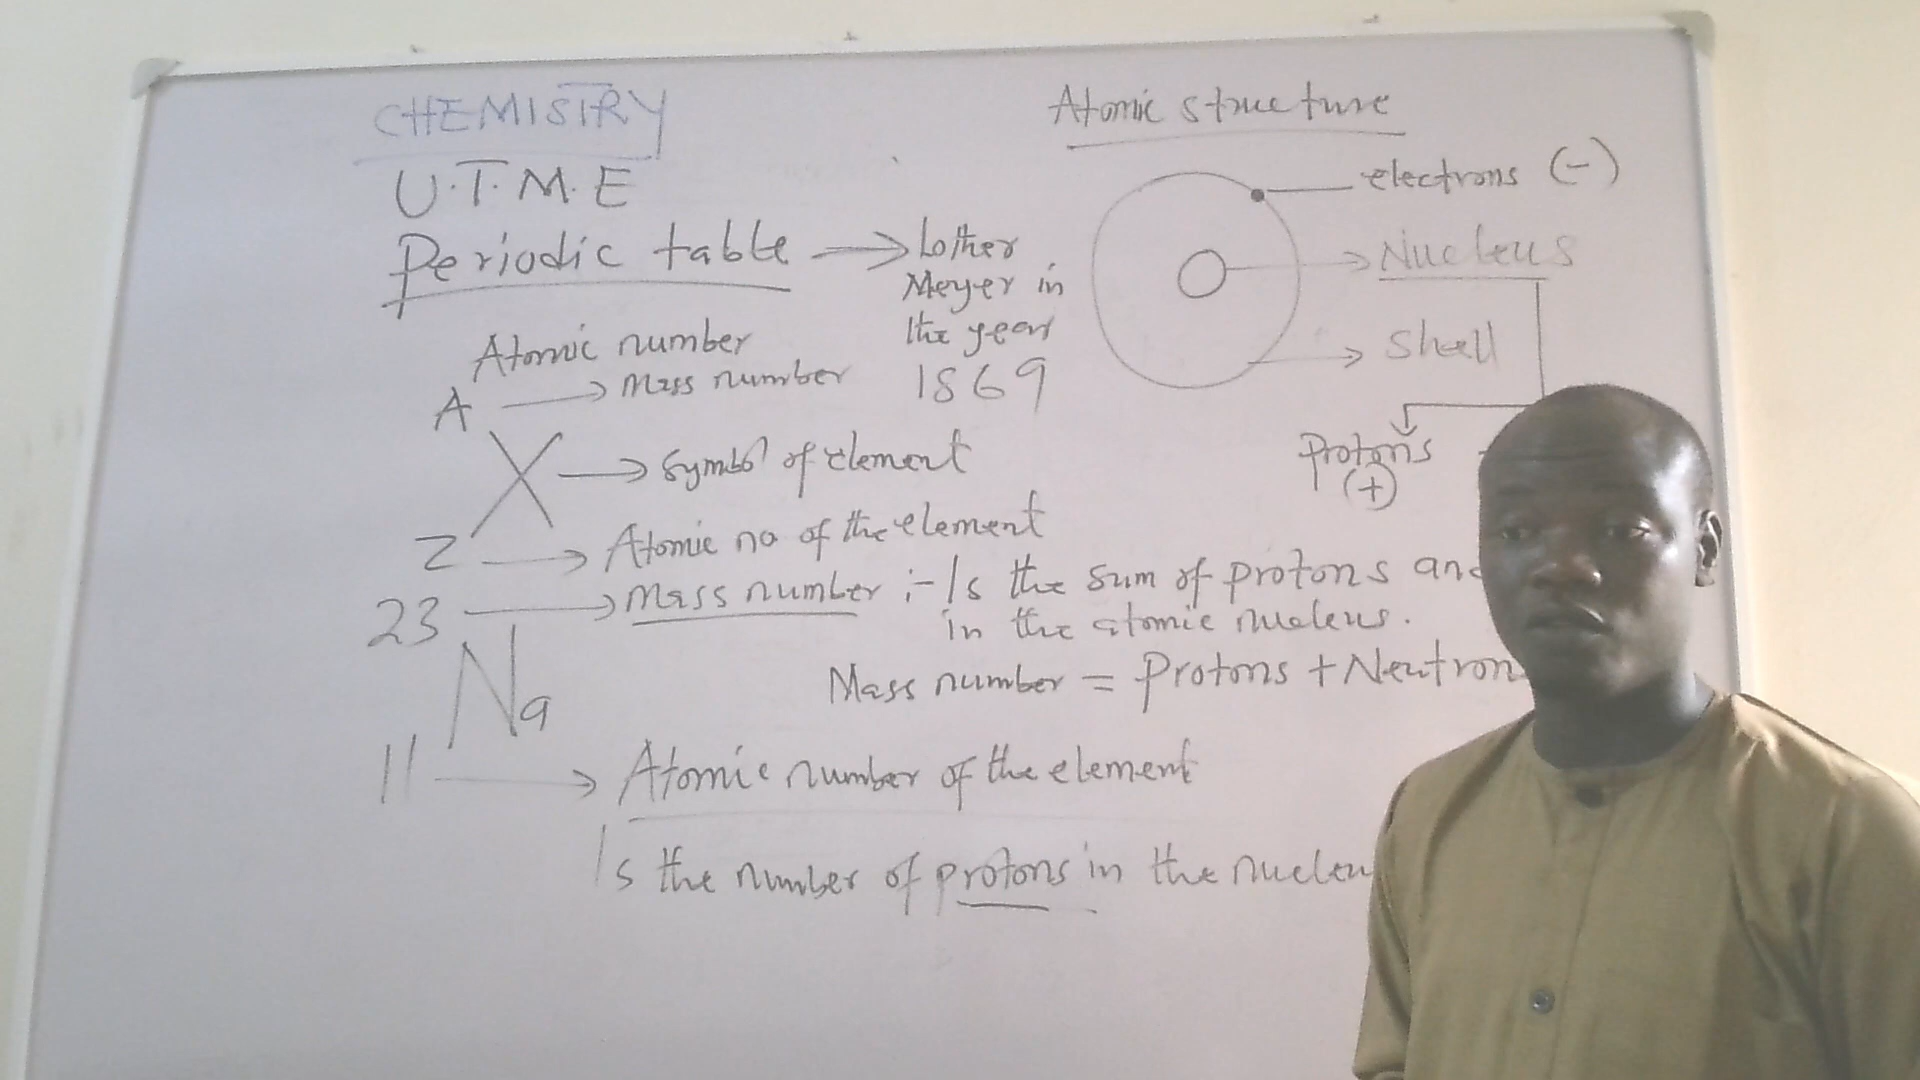 CHEMISTRY
U.T.M.E
Periodic table → Lother
Meyer in
the year
1869
Atomic number
A → Mass number
X → Symbol of element
Z → Atomic no of the element
23 → Mass number :- Is the sum of protons and
in the atomic nucleus.
Na
Mass number = Protons + Neutron
11 → Atomic number of the element
Is the number of protons in the nucleu
Atomic structure
electrons (-)
Nucleus
Shell
Protons
(+)